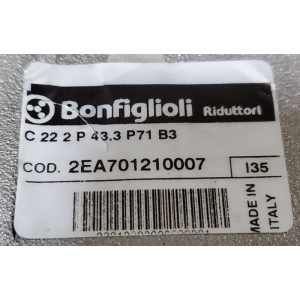 Bonfiglioli Riduttori
C 22 2 P 43.3 P71 B3
COD. 2EA701210007 I35
MADE IN
ITALY